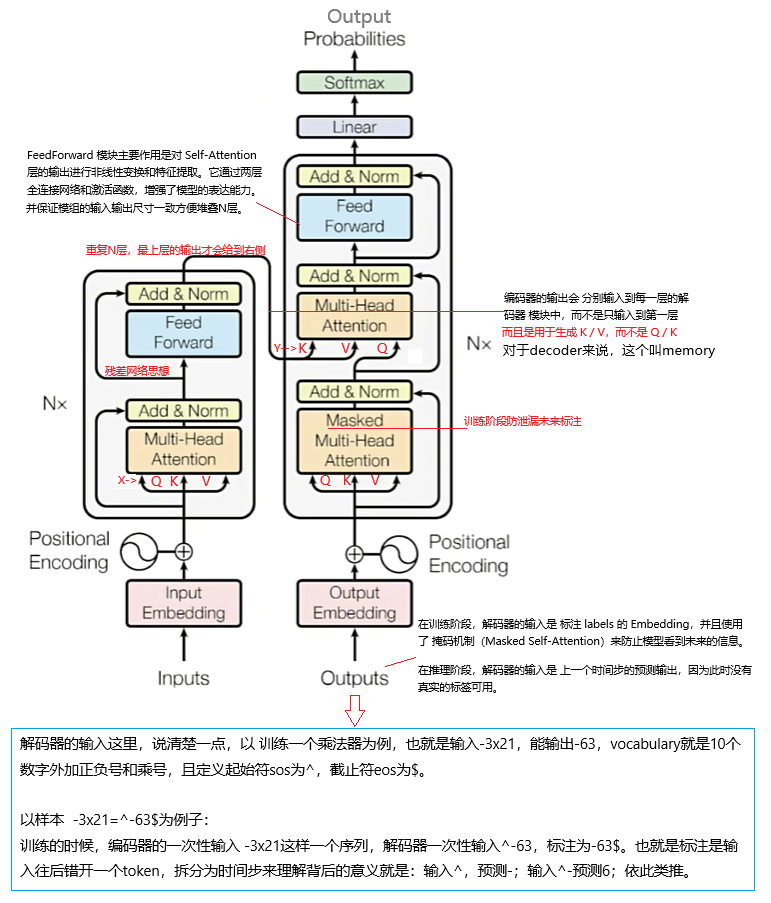 Output
Probabilities
Softmax
Linear
Add & Norm
Feed
Forward
FeedForward 模块主要作用是对 Self-Attention
层的输出进行非线性变换和特征提取。它通过两层
全连接网络和激活函数，增强了模型的表达能力。
并保证模组的输入输出尺寸一致方便堆叠N层。
重复N层，最上层的输出才会给到右侧
Add & Norm
Multi-Head
Attention
Y-->K
V
Q
编码器的输出会 分别输入到每一层的解
码器 模块中，而不是只输入到第一层
而且是用于生成 K / V，而不是 Q / K
对于decoder来说，这个叫memory
N×
Add & Norm
Feed
Forward
残差网络思想
N×
Add & Norm
Multi-Head
Attention
X->
Q
K
V
Add & Norm
Masked
Multi-Head
Attention
训练阶段防泄漏未来标注
Q
K
V
Positional
Encoding
Positional
Encoding
Input
Embedding
Output
Embedding
Inputs
Outputs
在训练阶段，解码器的输入是 标注 labels 的 Embedding，并且使用
了 掩码机制（Masked Self-Attention）来防止模型看到未来的信息。
在推理阶段，解码器的输入是 上一个时间步的预测输出，因为此时没有
真实的标签可用。
解码器的输入这里，说清楚一点，以 训练一个乘法器为例，也就是输入-3x21，能输出-63，vocabulary就是10个
数字外加正负号和乘号，且定义起始符sos为^，截止符eos为$。
以样本 -3x21=^-63$为例子：
训练的时候，编码器的一次性输入 -3x21这样一个序列，解码器一次性输入^-63，标注为-63$。也就是标注是输
入往后错开一个token，拆分为时间步来理解背后的意义就是：输入^，预测-；输入^-预测6；依此类推。